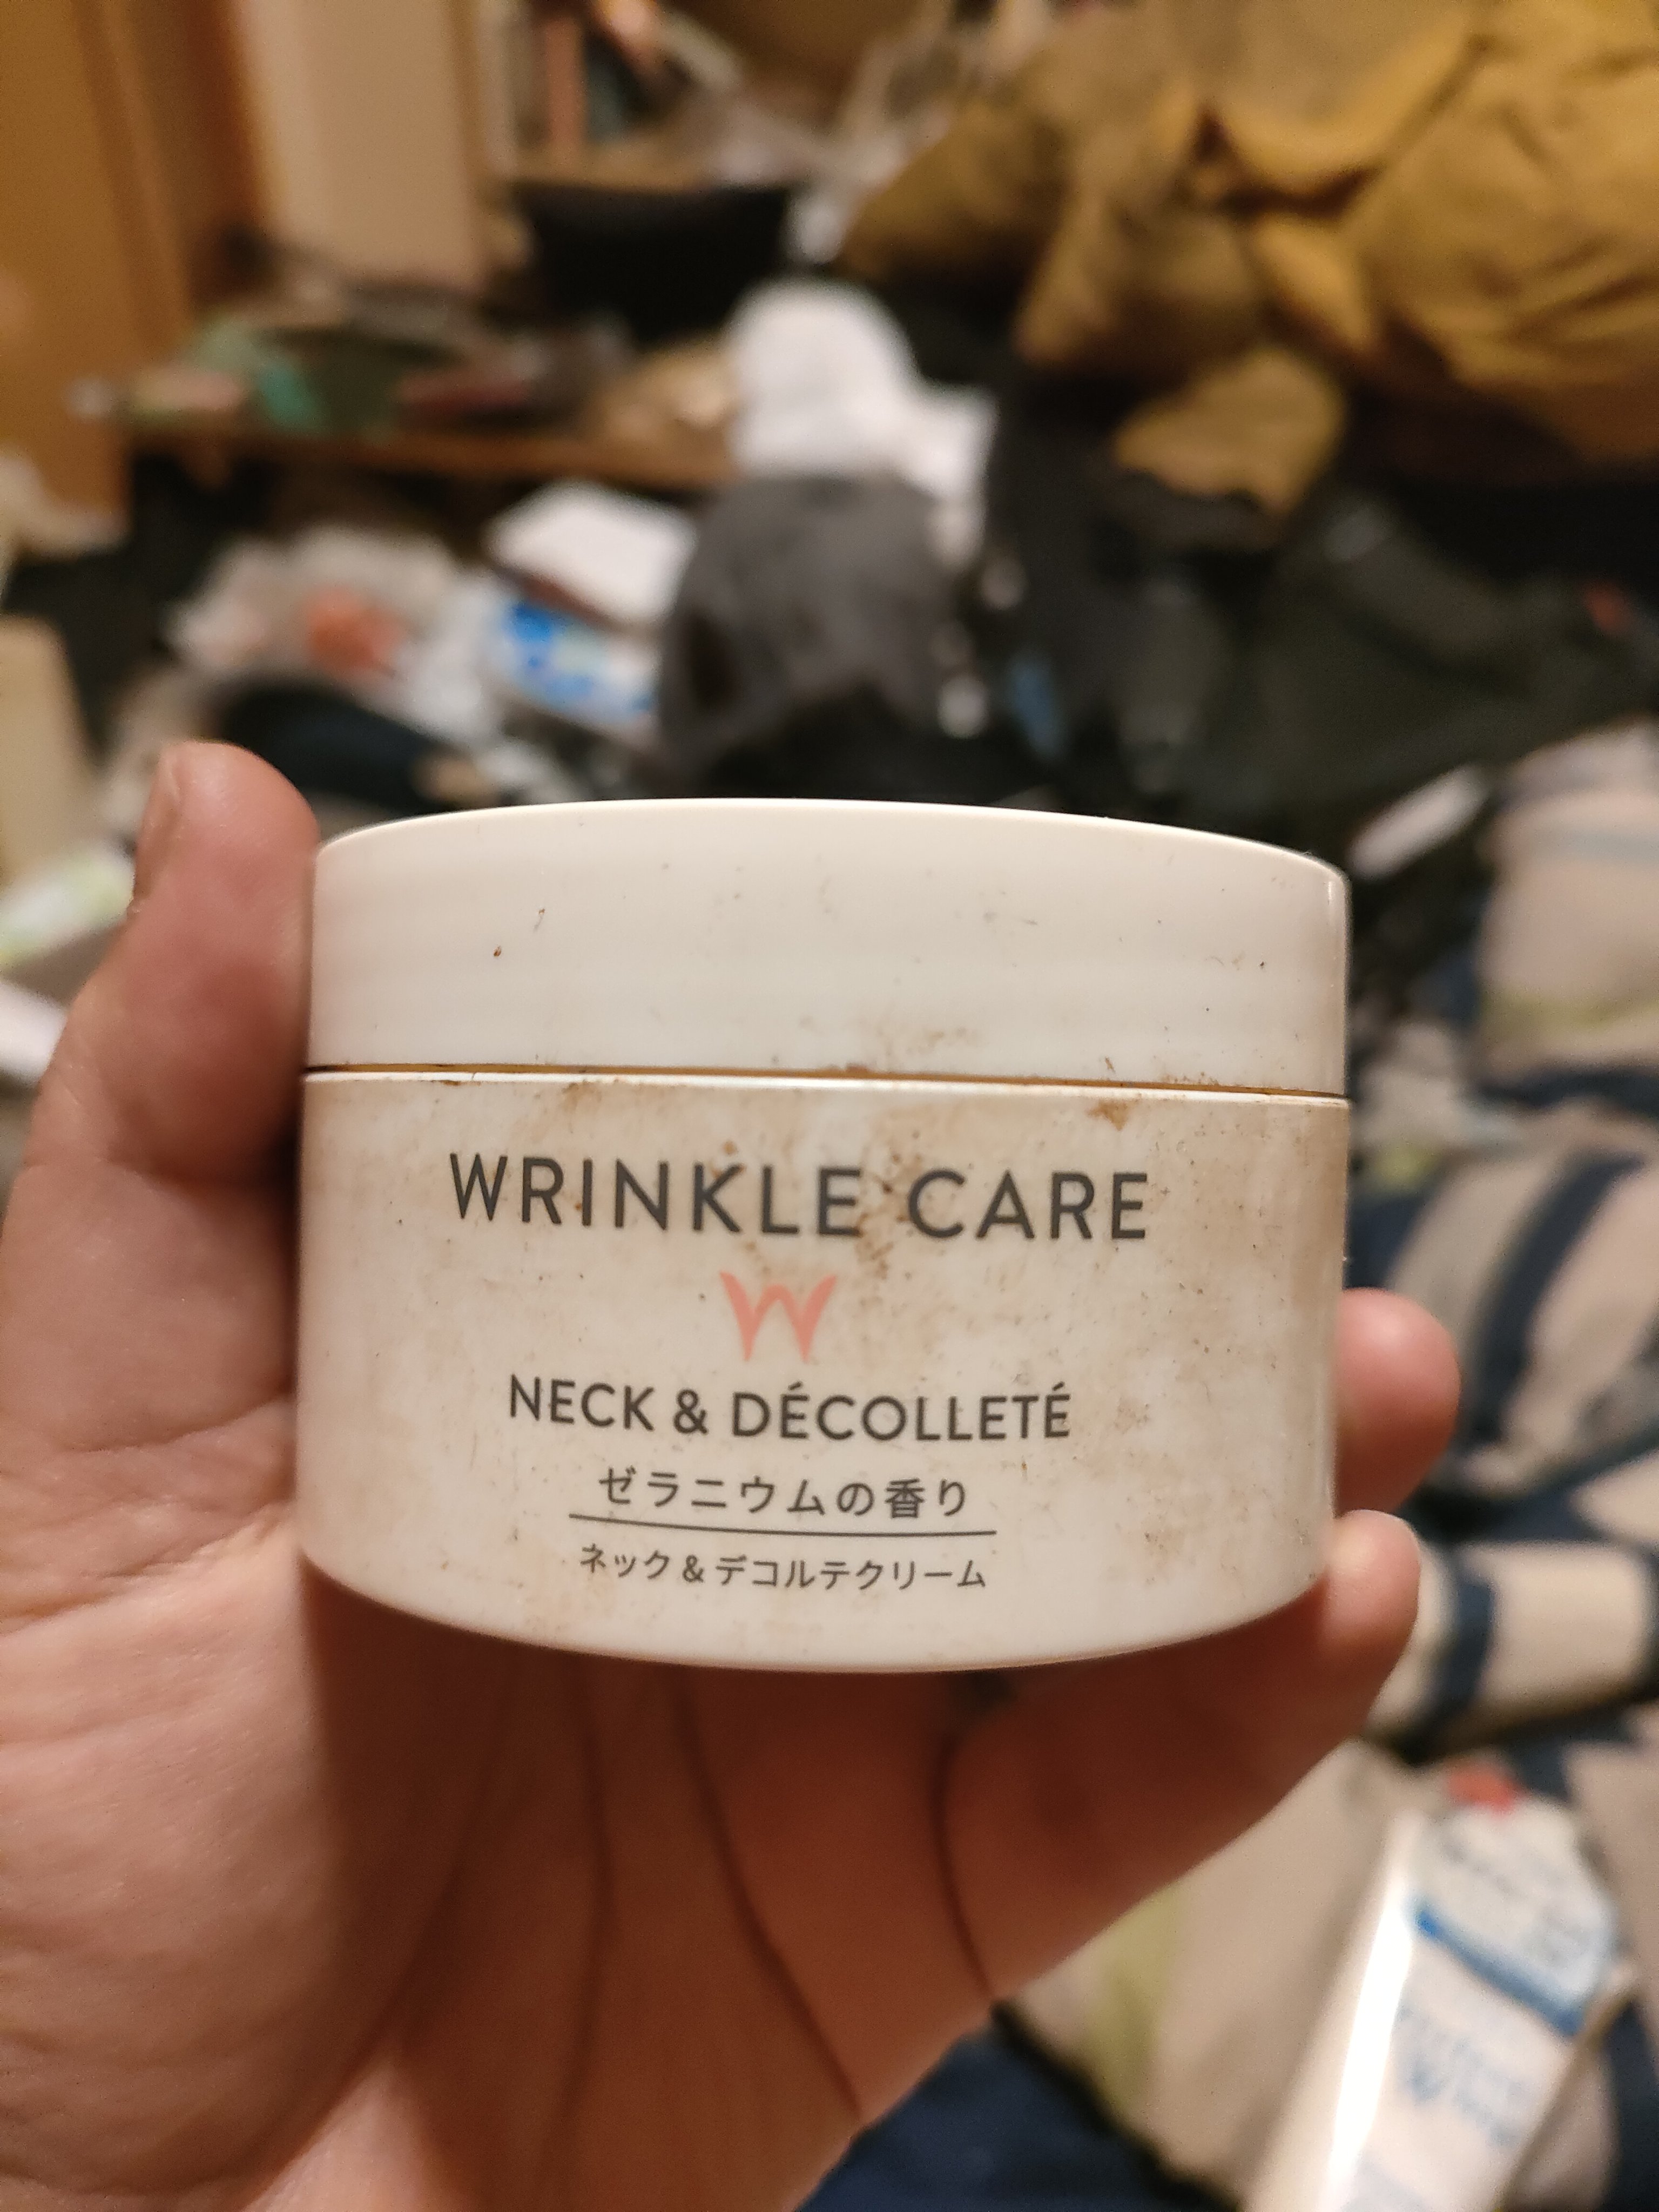 WRINKLE CARE
W
NECK & DÉCOLLETÉ
ゼラニウムの香り
ネック&デコルテクリーム